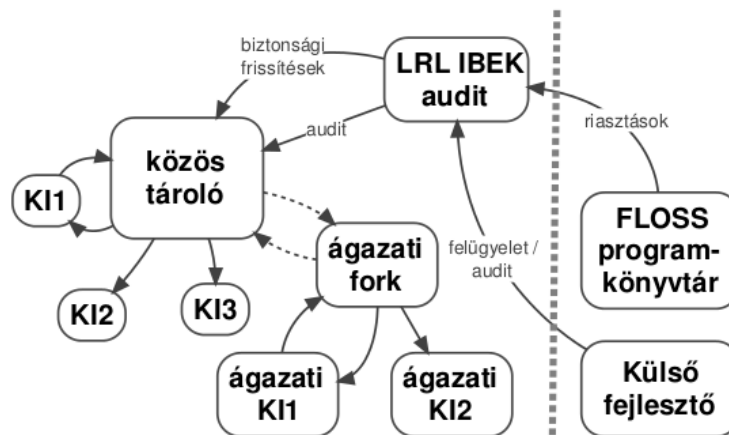 biztonsági
frissítések
LRL IBEK
audit
riasztások
audit
közös
tároló
KI1
FLOSS
program-
könyvtár
felügyelet /
audit
ágazati
fork
KI2
KI3
ágazati
KI1
ágazati
KI2
Külső
fejlesztő